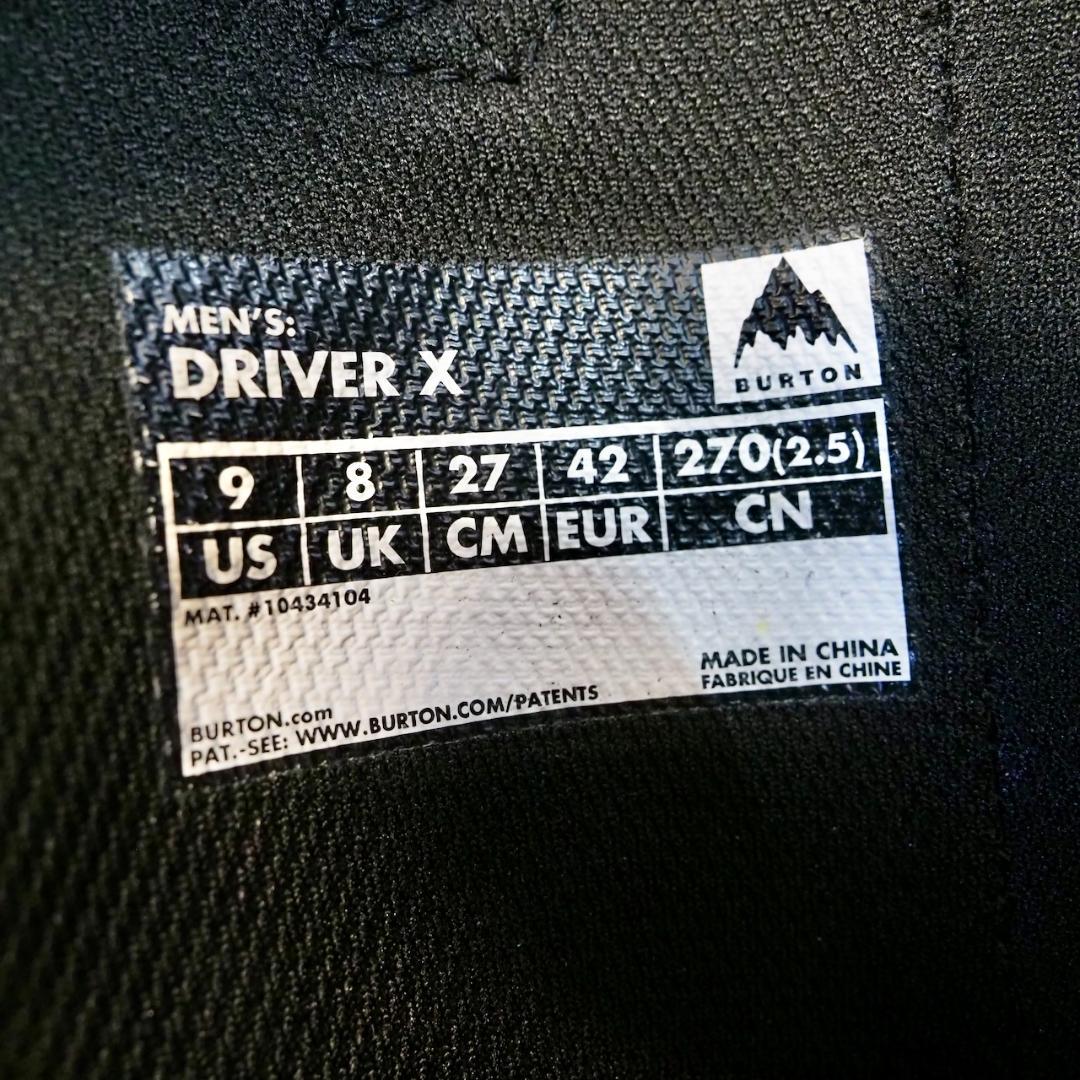 MEN'S:
DRIVER X
BURTON
9 8 27 42 270(2.5)
US UK CM EUR CN
MAT. #10434104
MADE IN CHINA
FABRIQUE EN CHINE
BURTON.com
PAT.-SEE: WWW.BURTON.COM/PATENTS